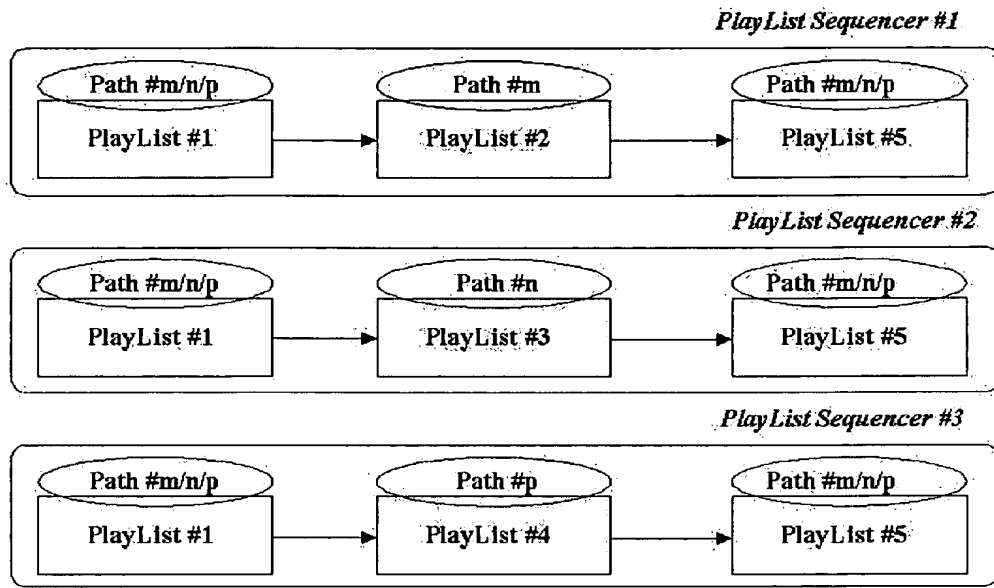 PlayList Sequencer #1
Path #m/n/p
Path #m
Path #m/n/p
PlayList #1
PlayList #2
PlayList #5
PlayList Sequencer #2
Path #m/n/p
Path #n
Path #m/n/p
PlayList #1
PlayList #3
PlayList #5
PlayList Sequencer #3
Path #m/n/p
Path #p
Path #m/n/p
PlayList #1
PlayList #4
PlayList #5